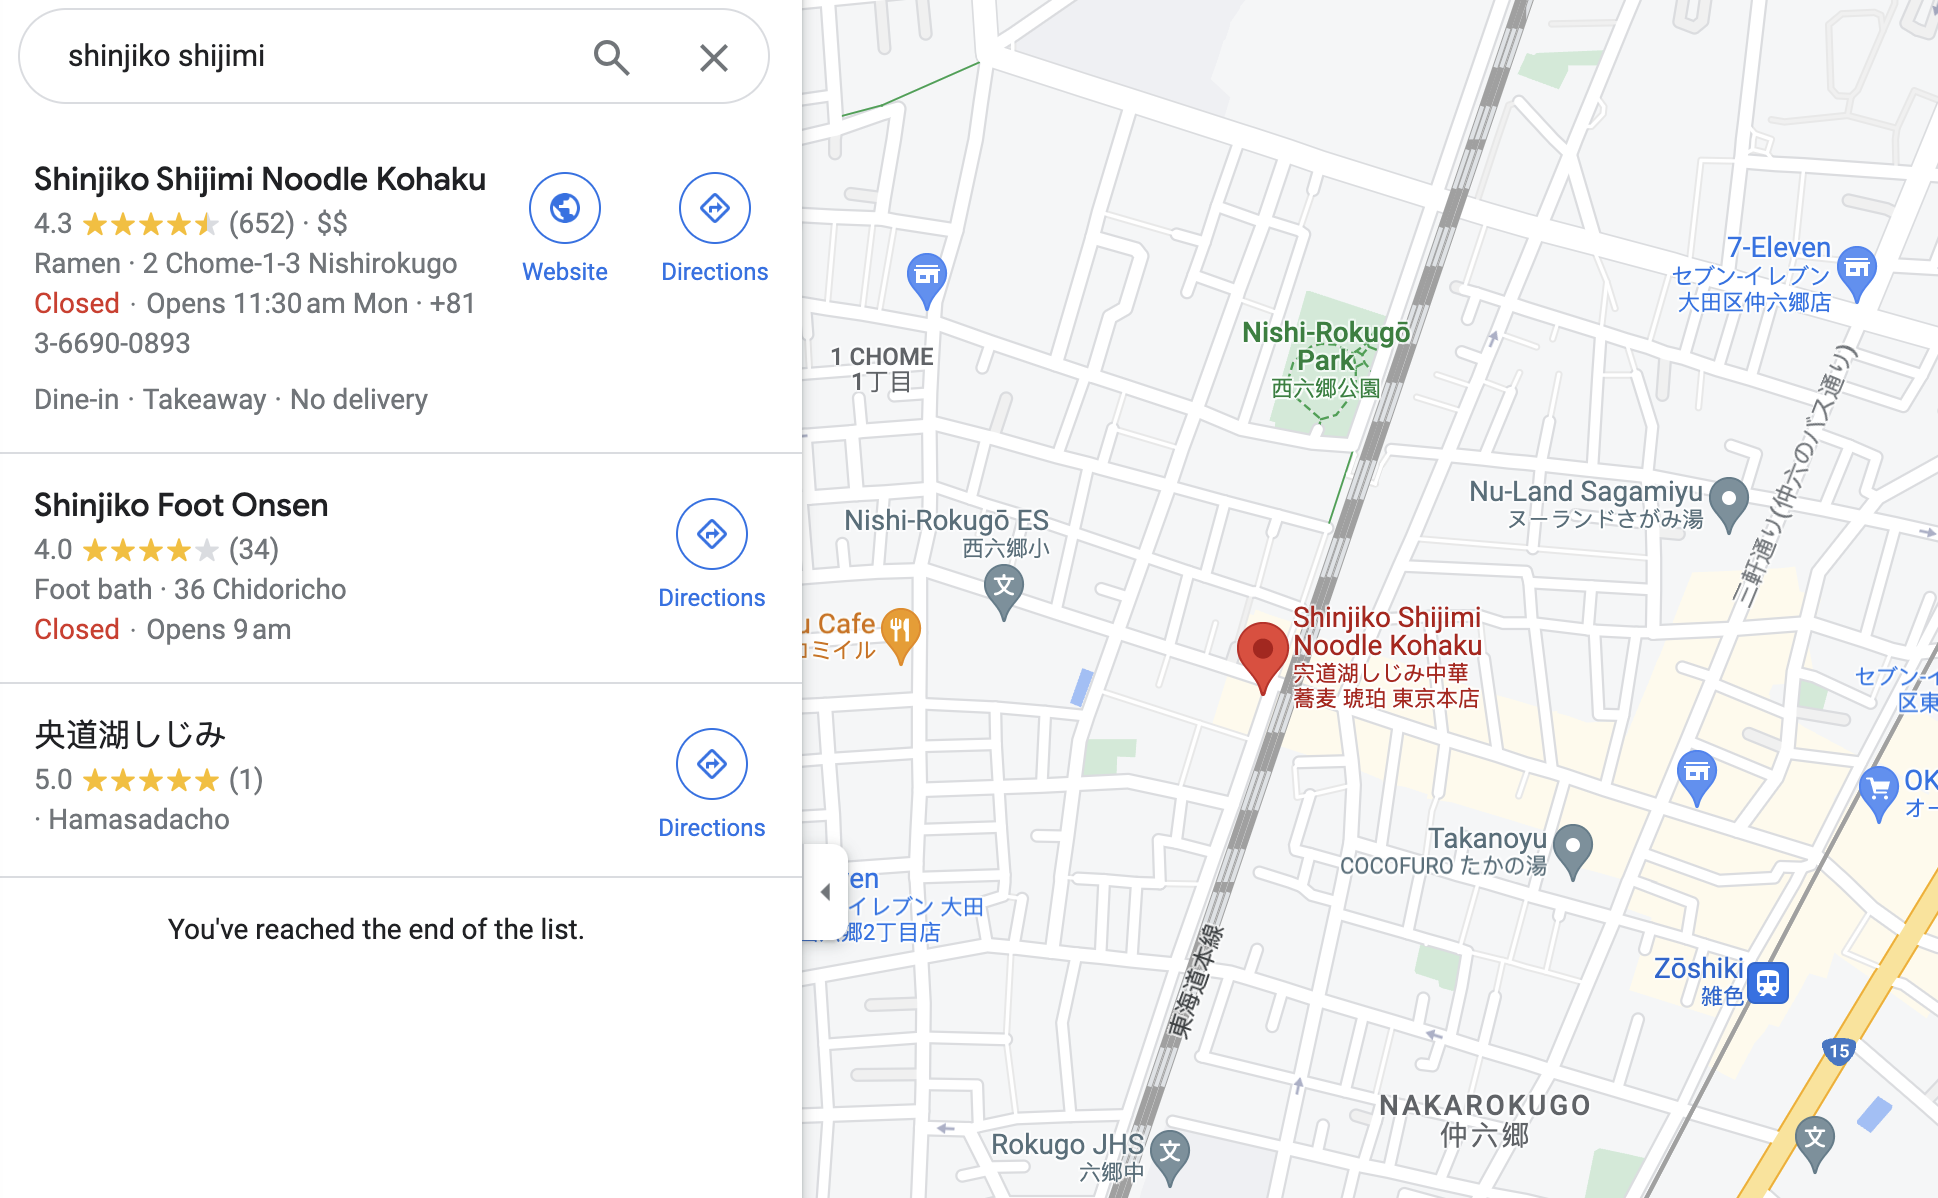 shinjiko shijimi
Shinjiko Shijimi Noodle Kohaku
4.3 (652) · $$
Ramen · 2 Chome-1-3 Nishirokugo
Closed · Opens 11:30 am Mon · +81
3-6690-0893
Dine-in · Takeaway · No delivery
Website
Directions
Shinjiko Foot Onsen
4.0 (34)
Foot bath · 36 Chidoricho
Closed · Opens 9 am
Directions
央道湖しじみ
5.0 (1)
· Hamasadacho
Directions
You've reached the end of the list.
7-Eleven
セブン-イレブン
大田区仲六郷店
Nishi-Rokugō
Park
西六郷公園
1 CHOME
1丁目
三軒通り(仲六のバス通り)
Nu-Land Sagamiyu
ヌーランドさがみ湯
Nishi-Rokugō ES
西六郷小
文
Cafe
コミイル
Shinjiko Shijimi
Noodle Kohaku
宍道湖しじみ中華
蕎麦 琥珀 東京本店
セブン-イ
区東
OK
オー
Takanoyu
COCOFURO たかの湯
ven
イレブン 大田
郷2丁目店
東海道本線
Zōshiki
雑色
15
NAKAROKUGO
仲六郷
Rokugo JHS
六郷中
文
文